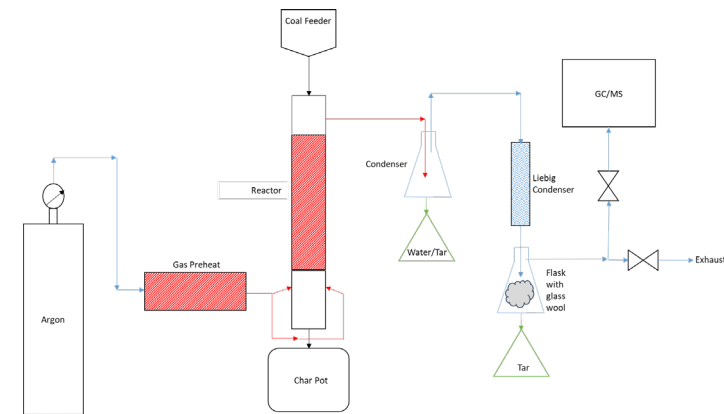 Coal Feeder
GC/MS
Condenser
Liebig
Condenser
Reactor
Water/Tar
Gas Preheat
Exhaust
Flask
with
glass
wool
Argon
Char Pot
Tar